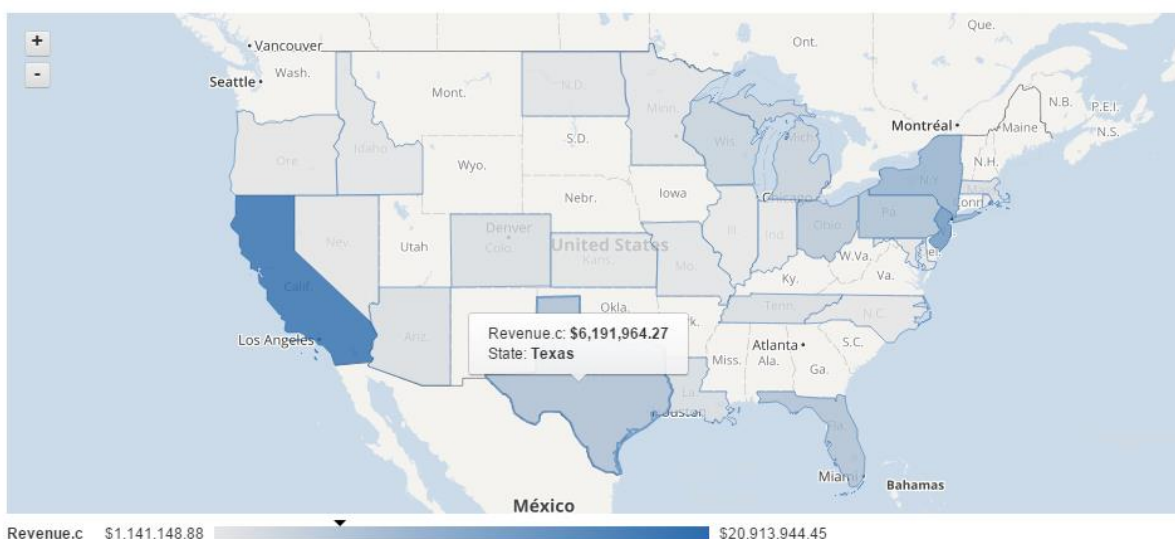 +
-
Que.
Ont.
Vancouver
Wash.
Seattle
Mont.
N.D.
Minn.
N.B.
P.E.I.
N.S.
Montréal
Maine
Ore.
Idaho
S.D.
Wis.
Mich.
N.H.
N.Y.
Wyo.
Iowa
Chicago
Nebr.
Conn.
Pa.
Nev.
Utah
Denver
Colo.
United States
Kans.
Ill.
Ind.
Ohio
Mo.
W.Va.
Va.
Ky.
Calif.
Los Angeles
Ariz.
Okla.
Tenn.
N.C.
Revenue.c: $6,191,964.27
State: Texas
Atlanta
S.C.
Miss.
Ala.
Ga.
La.
Houston
Fla.
Miami
Bahamas
México
Revenue.c $1,141,148.88 $20,913,944.45